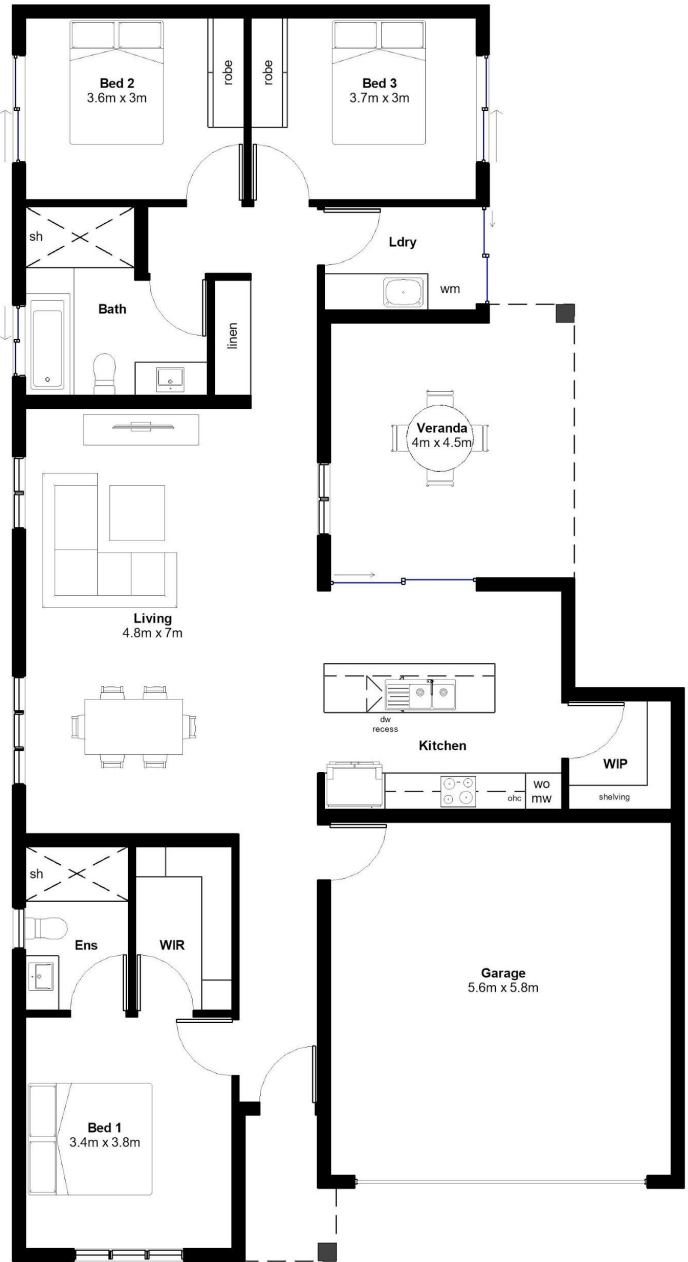 Bed 2
3.6m x 3m
robe
robe
Bed 3
3.7m x 3m
sh
Bath
linen
Ldry
wm
Veranda
4m x 4.5m
Living
4.8m x 7m
dw
recess
Kitchen
ohc
wo
mw
WIP
shelving
sh
Ens
WIR
Garage
5.6m x 5.8m
Bed 1
3.4m x 3.8m